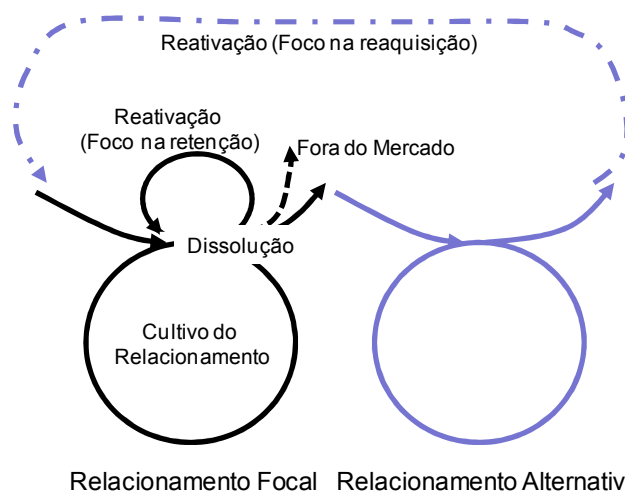 Reativação (Foco na reaquisição)
Reativação
(Foco na retenção)
Fora do Mercado
Dissolução
Cultivo do
Relacionamento
Relacionamento Focal
Relacionamento Alternativ